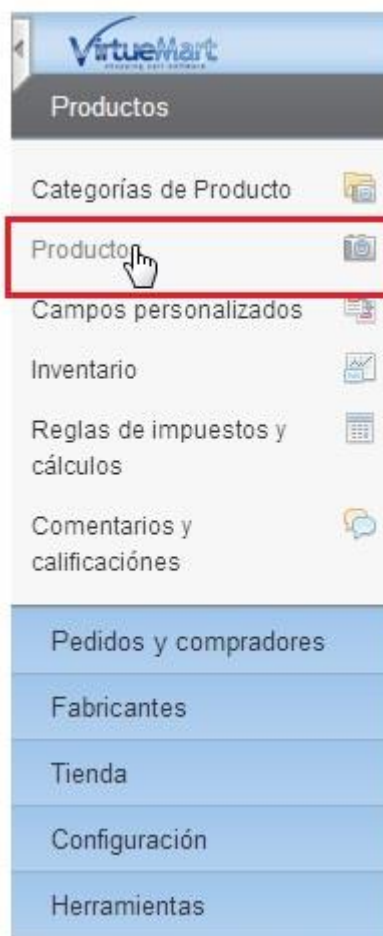 VirtueMart
Productos
Categorías de Producto
Productos
Campos personalizados
Inventario
Reglas de impuestos y
cálculos
Comentarios y
calificaciónes
Pedidos y compradores
Fabricantes
Tienda
Configuración
Herramientas